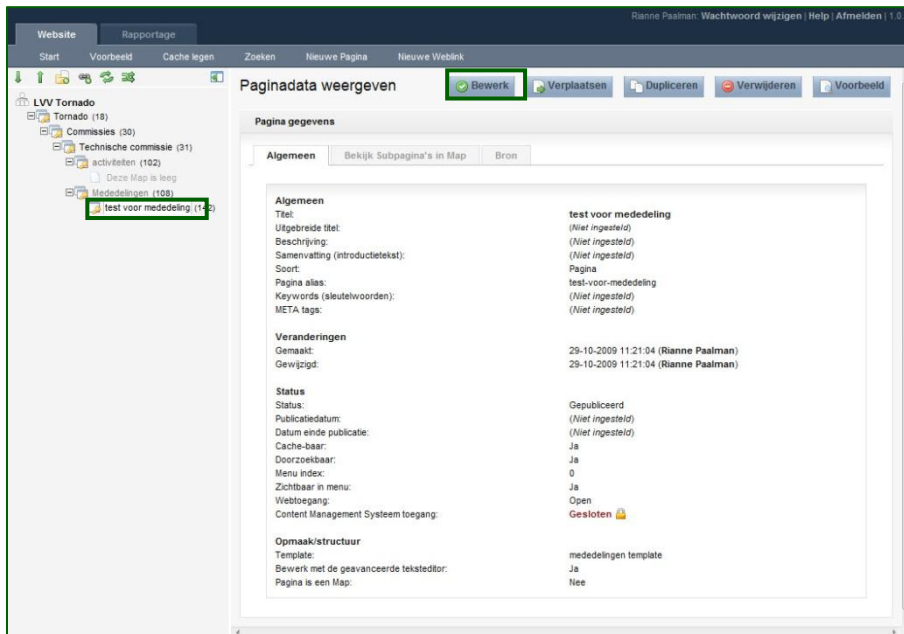 Rianne Paalman: Wachtwoord wijzigen | Help | Afmelden | 1.0.
Website Rapportage
Start Voorbeeld Cache legen Zoeken Nieuwe Pagina Nieuwe Weblink
LVV Tornado
Tornado (18)
Commissies (30)
Technische commissie (31)
activiteiten (102)
Deze Map is leeg
Mededelingen (108)
test voor mededeling (142)
Paginadata weergeven
Bewerk Verplaatsen Dupliceren Verwijderen Voorbeeld
Pagina gegevens
Algemeen Bekijk Subpagina's in Map Bron
Algemeen
Titel: test voor mededeling
Uitgebreide titel: (Niet ingesteld)
Beschrijving: (Niet ingesteld)
Samenvatting (introductietekst): (Niet ingesteld)
Soort: Pagina
Pagina alias: test-voor-mededeling
Keywords (sleutelwoorden): (Niet ingesteld)
META tags: (Niet ingesteld)
Veranderingen
Gemaakt: 29-10-2009 11:21:04 (Rianne Paalman)
Gewijzigd: 29-10-2009 11:21:04 (Rianne Paalman)
Status
Status: Gepubliceerd
Publicatiedatum: (Niet ingesteld)
Datum einde publicatie: (Niet ingesteld)
Cache-baar: Ja
Doorzoekbaar: Ja
Menu index: 0
Zichtbaar in menu: Ja
Webtoegang: Open
Content Management Systeem toegang: Gesloten
Opmaak/structuur
Template: mededelingen template
Bewerk met de geavanceerde teksteditor: Ja
Pagina is een Map: Nee